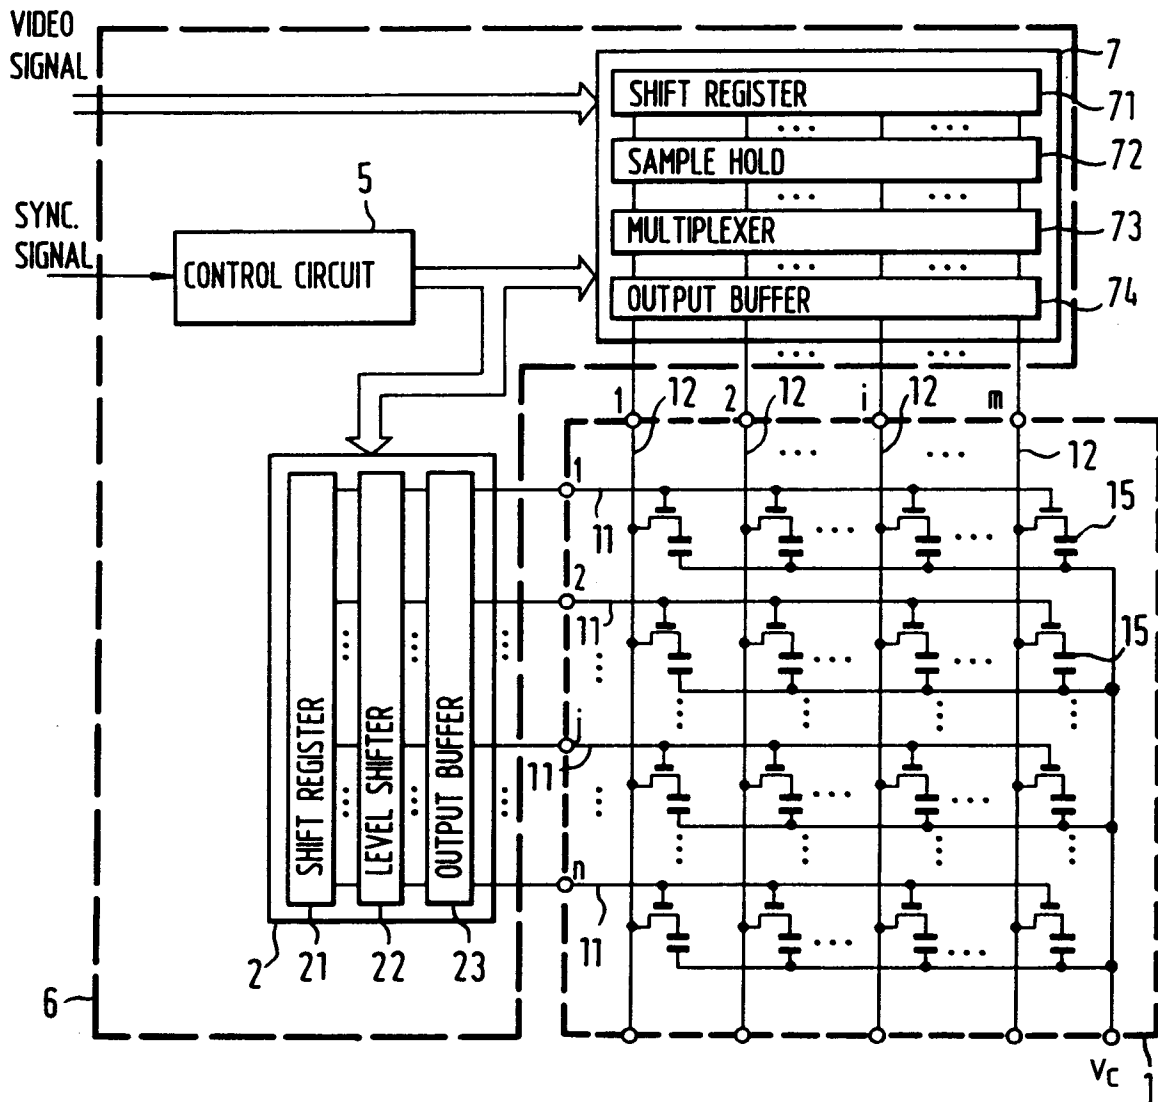 VIDEO
SIGNAL
7
SHIFT REGISTER
71
SAMPLE HOLD
72
MULTIPLEXER
73
OUTPUT BUFFER
74
SYNC.
SIGNAL
5
CONTROL CIRCUIT
1 12 2 12 i 12 m
12
1
11
15
2
11
15
j
11
n
11
SHIFT REGISTER
LEVEL SHIFTER
OUTPUT BUFFER
2 21 22 23
6
VC
1